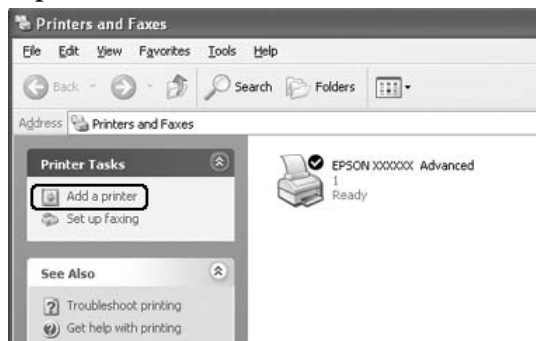 Printers and Faxes
File Edit View Favorites Tools Help
Back Search Folders
Address Printers and Faxes
Printer Tasks
Add a printer
Set up faxing
See Also
Troubleshoot printing
Get help with printing
EPSON XXXXXX Advanced
1
Ready